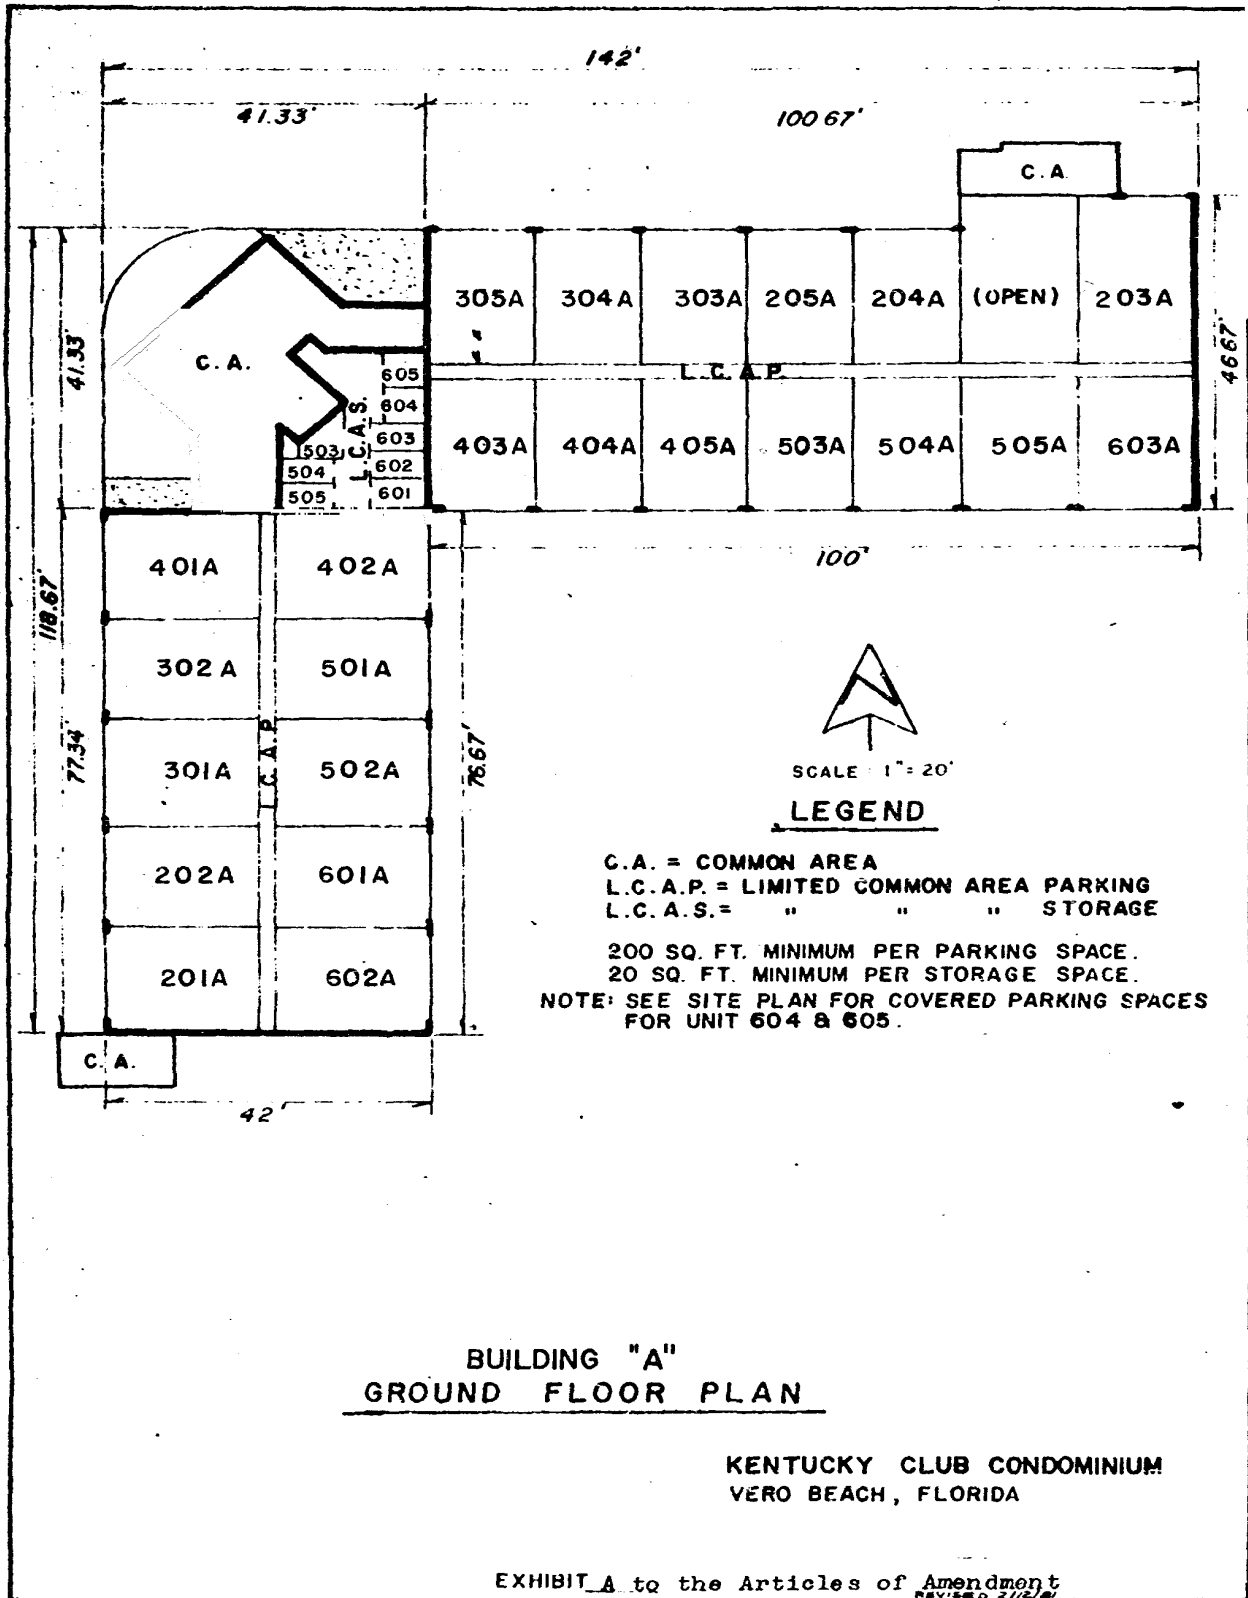 142'
41.33'
100.67'
C.A.
305A 304A 303A 205A 204A (OPEN) 203A
41.33'
46.67'
C.A.
L.C.A.P.
605
604
L.C.A.S.
603
602
601
503
504
505
403A 404A 405A 503A 504A 505A 603A
100'
401A 402A
118.67'
302A 501A
77.34'
L.C.A.P.
301A 502A
76.67'
202A 601A
201A 602A
C.A.
42'
SCALE 1"=20'
LEGEND
C.A. = COMMON AREA
L.C.A.P. = LIMITED COMMON AREA PARKING
L.C.A.S. = " " " STORAGE
200 SQ. FT. MINIMUM PER PARKING SPACE.
20 SQ. FT. MINIMUM PER STORAGE SPACE.
NOTE: SEE SITE PLAN FOR COVERED PARKING SPACES
FOR UNIT 604 & 605.
BUILDING "A"
GROUND FLOOR PLAN
KENTUCKY CLUB CONDOMINIUM
VERO BEACH, FLORIDA
EXHIBIT A to the Articles of Amendment
REVISED 2/12/81